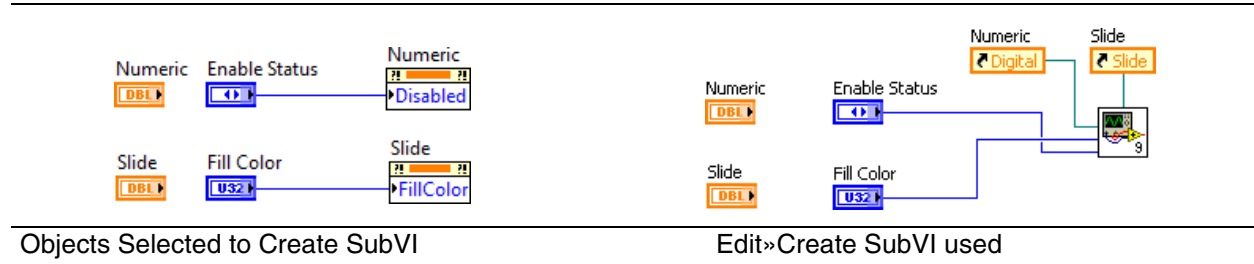 Numeric Enable Status Numeric
DBL
?! ?!
Disabled
Slide Fill Color Slide
DBL U32
?! ?!
FillColor
Objects Selected to Create SubVI
Numeric Slide
Digital Slide
Numeric Enable Status
DBL
9
Slide Fill Color
DBL U32
Edit»Create SubVI used